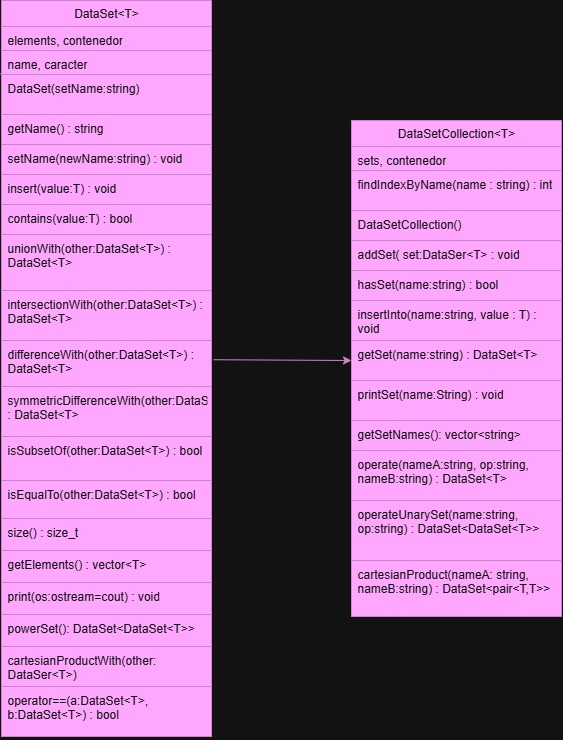 DataSet<T>
elements, contenedor
name, caracter
DataSet(setName:string)
getName() : string
setName(newName:string) : void
insert(value:T) : void
contains(value:T) : bool
unionWith(other:DataSet<T>) :
DataSet<T>
intersectionWith(other:DataSet<T>) :
DataSet<T>
differenceWith(other:DataSet<T>) :
DataSet<T>
symmetricDifferenceWith(other:DataS
: DataSet<T>
isSubsetOf(other:DataSet<T>) : bool
isEqualTo(other:DataSet<T>) : bool
size() : size_t
getElements() : vector<T>
print(os:ostream=cout) : void
powerSet(): DataSet<DataSet<T>>
cartesianProductWith(other:
DataSer<T>)
operator==(a:DataSet<T>,
b:DataSet<T>) : bool
DataSetCollection<T>
sets, contenedor
findIndexByName(name : string) : int
DataSetCollection()
addSet( set:DataSer<T> : void
hasSet(name:string) : bool
insertInto(name:string, value : T) :
void
getSet(name:string) : DataSet<T>
printSet(name:String) : void
getSetNames(): vector<string>
operate(nameA:string, op:string,
nameB:string) : DataSet<T>
operateUnarySet(name:string,
op:string) : DataSet<DataSet<T>>
cartesianProduct(nameA: string,
nameB:string) : DataSet<pair<T,T>>